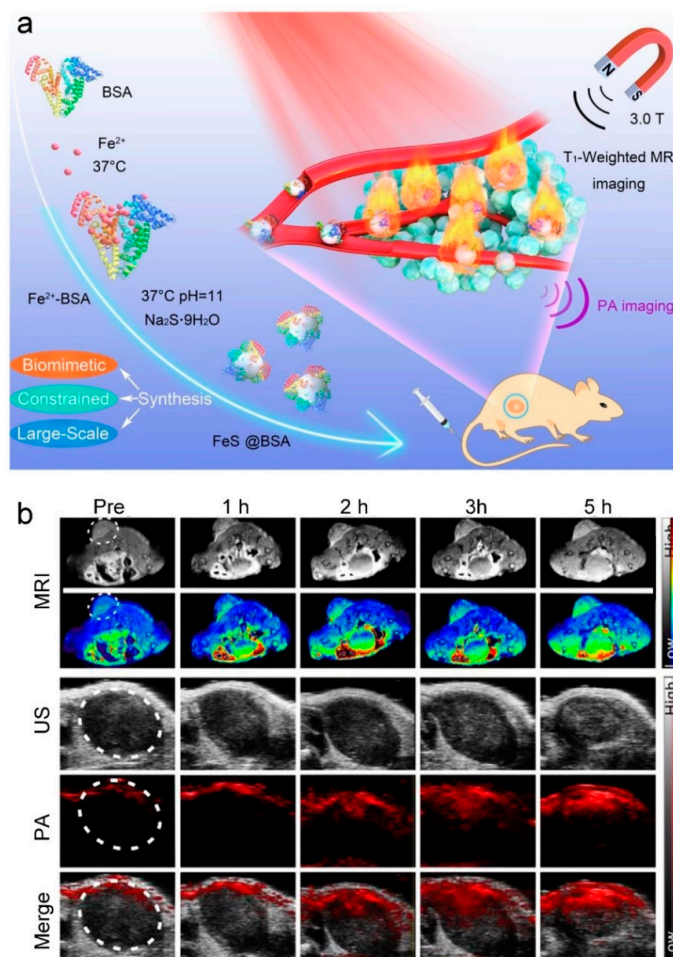 a
BSA
Fe²⁺
37°C
Fe²⁺-BSA
37°C pH=11
Na₂S·9H₂O
Biomimetic
Constrained
Synthesis
Large-Scale
FeS @BSA
N
S
3.0 T
T₁-Weighted MR
imaging
PA imaging
b
Pre 1 h 2 h 3h 5 h
MRI
High
Low
US
PA
Merge
High
Low